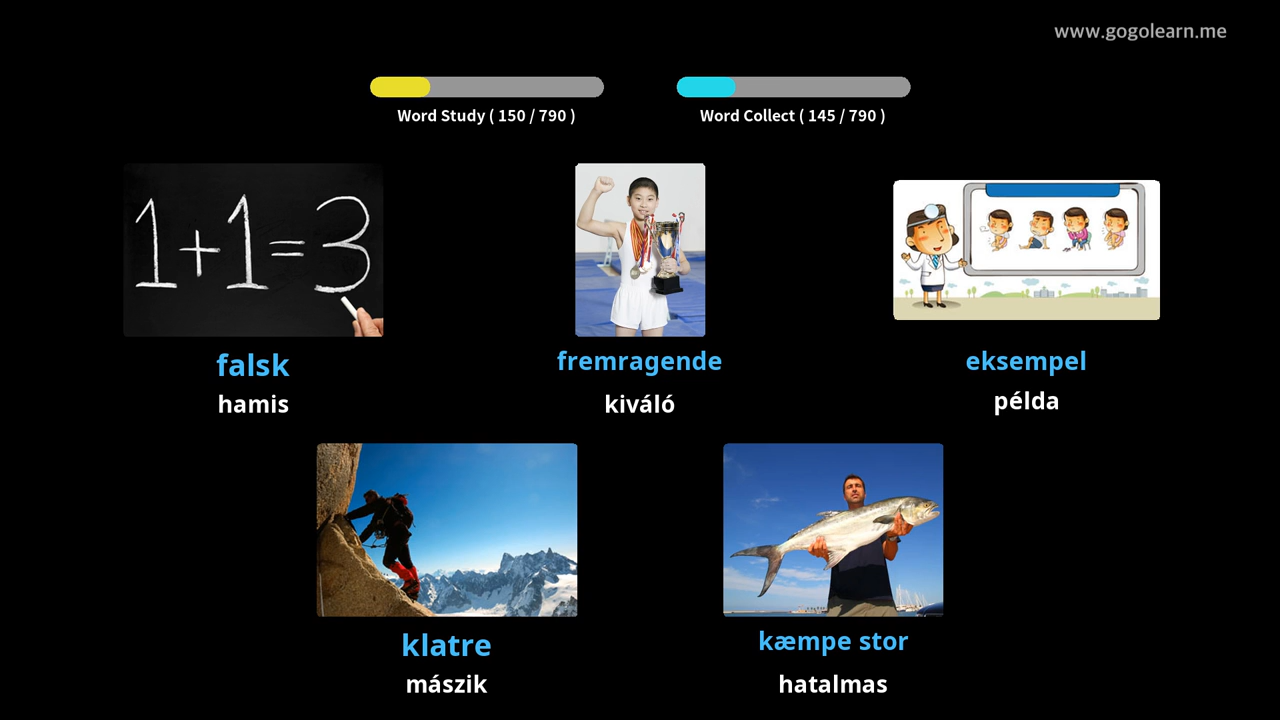 www.gogolearn.me
Word Study ( 150 / 790 )
Word Collect ( 145 / 790 )
1+1=3
falsk
hamis
fremragende
kiváló
eksempel
példa
klatre
mászik
kæmpe stor
hatalmas